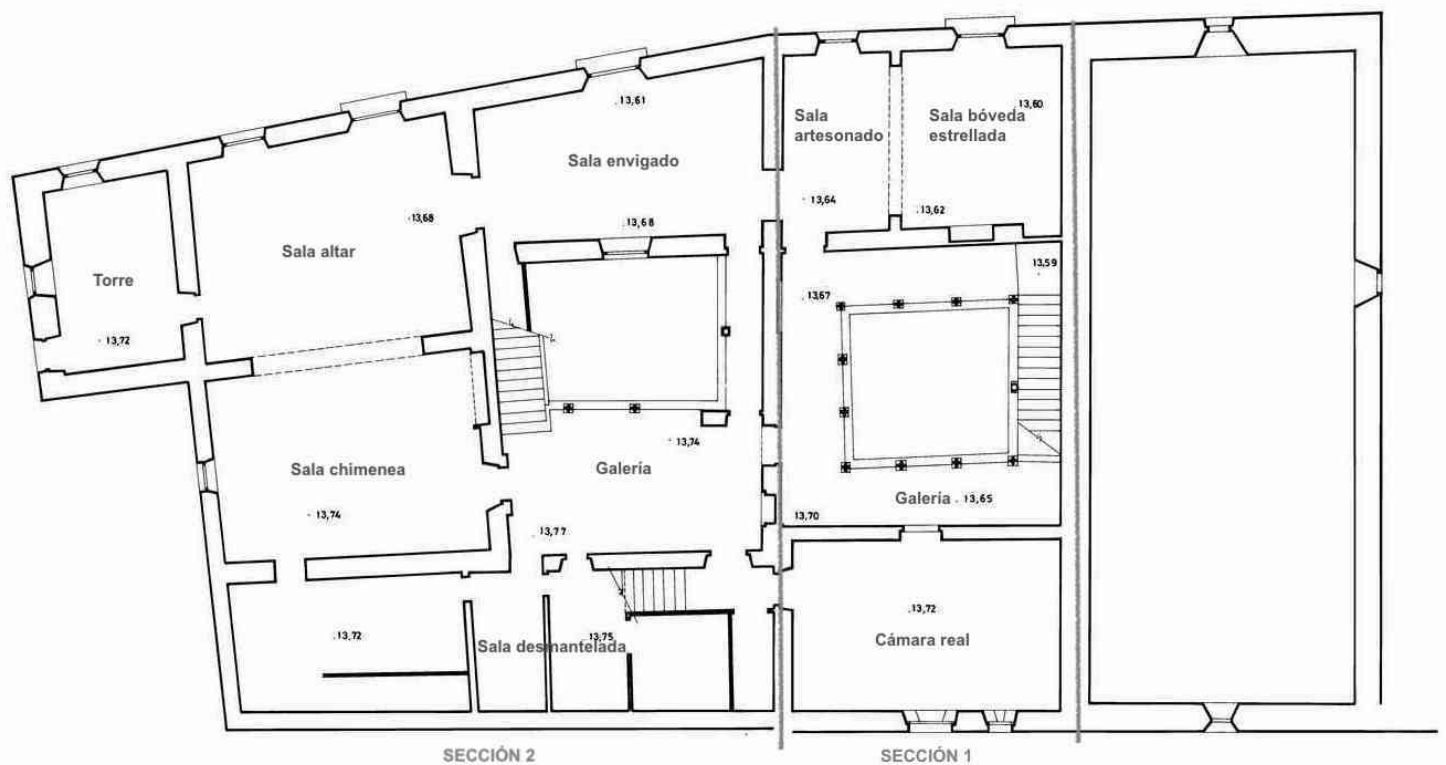 13,61
Sala
artesonado
13,60
Sala bóveda
estrellada
Sala envigado
13,68
13,68
13,64
13,62
Sala altar
Torre
13,72
13,59
13,67
13,74
Sala chimenea
Galería
13,74
13,77
Galería
13,65
13,70
13,72
Sala desmantelada
13,75
13,72
Cámara real
SECCIÓN 2
SECCIÓN 1